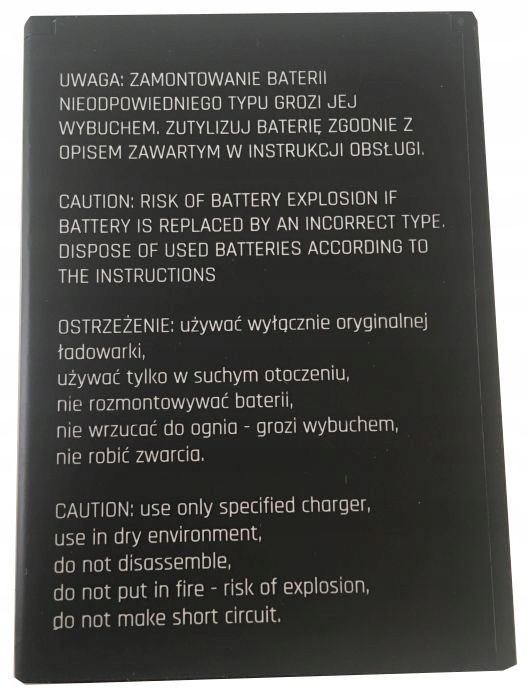 UWAGA: ZAMONTOWANIE BATERII
NIEODPOWIEDNIEGO TYPU GROZI JEJ
WYBUCHEM. ZUTYLIZUJ BATERIĘ ZGODNIE Z
OPISEM ZAWARTYM W INSTRUKCJI OBSŁUGI.
CAUTION: RISK OF BATTERY EXPLOSION IF
BATTERY IS REPLACED BY AN INCORRECT TYPE.
DISPOSE OF USED BATTERIES ACCORDING TO
THE INSTRUCTIONS
OSTRZEŻENIE: używać wyłącznie oryginalnej
ładowarki,
używać tylko w suchym otoczeniu,
nie rozmontowywać baterii,
nie wrzucać do ognia - grozi wybuchem,
nie robić zwarcia.
CAUTION: use only specified charger,
use in dry environment,
do not disassemble,
do not put in fire - risk of explosion,
do not make short circuit.